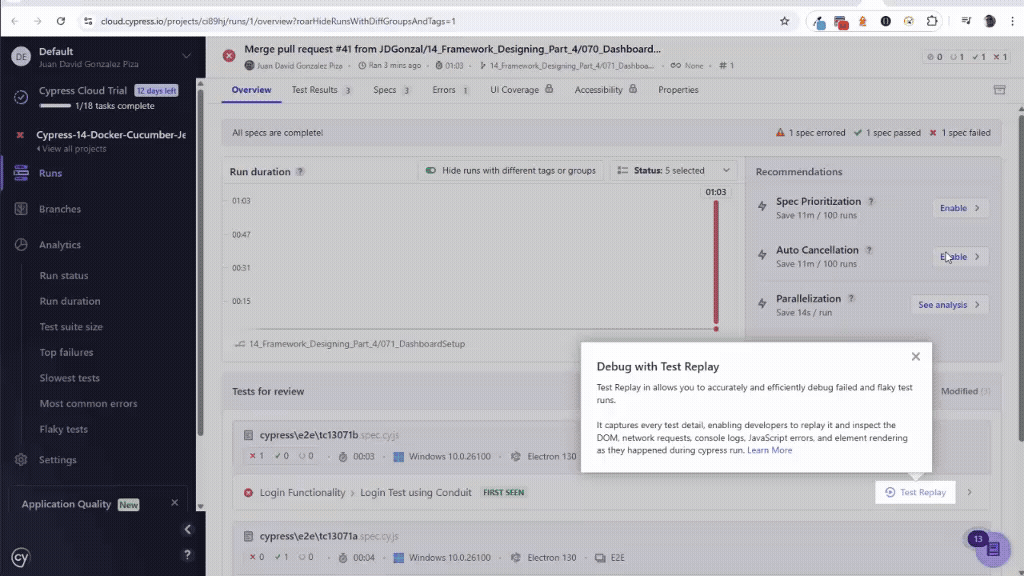 cloud.cypress.io/projects/ci89hj/runs/1/overview?roarHideRunsWithDiffGroupsAndTags=1
DE
Default
Juan David Gonzalez Piza
Cypress Cloud Trial 12 days left
1/18 tasks complete
Cypress-14-Docker-Cucumber-Je
View all projects
Runs
Branches
Analytics
Run status
Run duration
Test suite size
Top failures
Slowest tests
Most common errors
Flaky tests
Settings
Application Quality New
cy
?
Merge pull request #41 from JDGonzal/14_Framework_Designing_Part_4/070_Dashboard...
Juan David Gonzalez Piza · Ran 3 mins ago · 01:03 · 14_Framework_Designing_Part_4/071_Dashboa... · None · # 1
0 1 1 1
Overview Test Results 3 Specs 3 Errors 1 UI Coverage Accessibility Properties
All specs are complete!
1 spec errored 1 spec passed 1 spec failed
Run duration ?
Hide runs with different tags or groups
Status: 5 selected
01:03
01:03
00:47
00:31
00:15
14_Framework_Designing_Part_4/071_DashboardSetup
Recommendations
Spec Prioritization ?
Save 11m / 100 runs
Enable
Auto Cancellation ?
Save 11m / 100 runs
Enable
Parallelization ?
Save 14s / run
See analysis
Debug with Test Replay
Test Replay in allows you to accurately and efficiently debug failed and flaky test
runs.
It captures every test detail, enabling developers to replay it and inspect the
DOM, network requests, console logs, JavaScript errors, and element rendering
as they happened during cypress run. Learn More
Tests for review
Modified
cypress\e2e\tc13071b.spec.cy.js
1 0 0 · 00:03 · Windows 10.0.26100 · Electron 130
Login Functionality > Login Test using Conduit FIRST SEEN
Test Replay
cypress\e2e\tc13071a.spec.cy.js
0 1 0 · 00:04 · Windows 10.0.26100 · Electron 130 · E2E
13